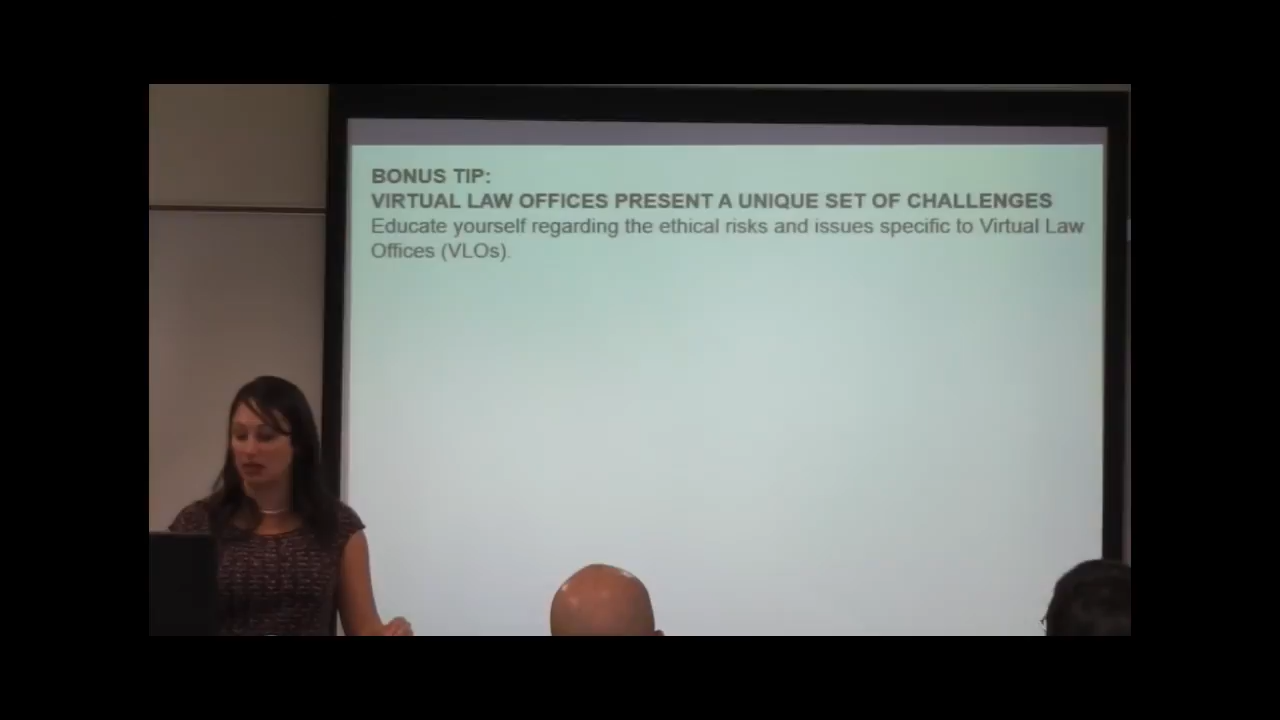 BONUS TIP:
VIRTUAL LAW OFFICES PRESENT A UNIQUE SET OF CHALLENGES
Educate yourself regarding the ethical risks and issues specific to Virtual Law
Offices (VLOs).